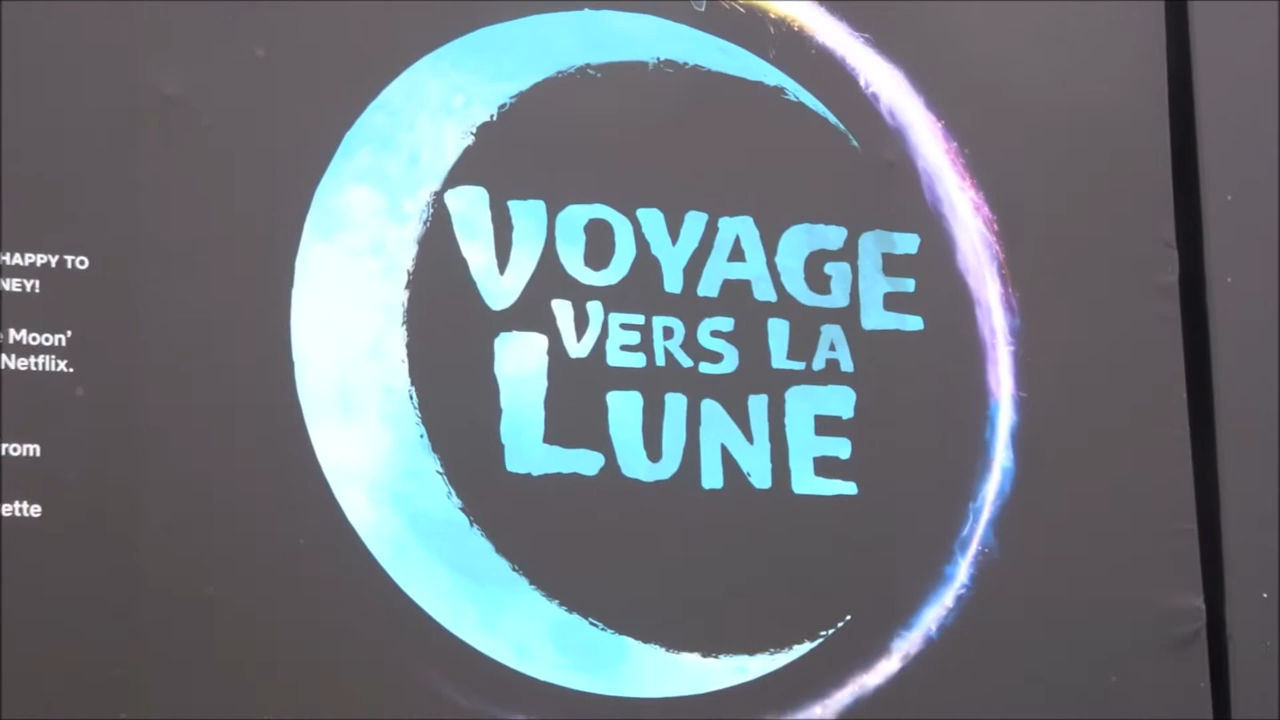 HAPPY TO
NEY!
Moon'
Netflix.
rom
ette
VOYAGE
VERS LA
LUNE